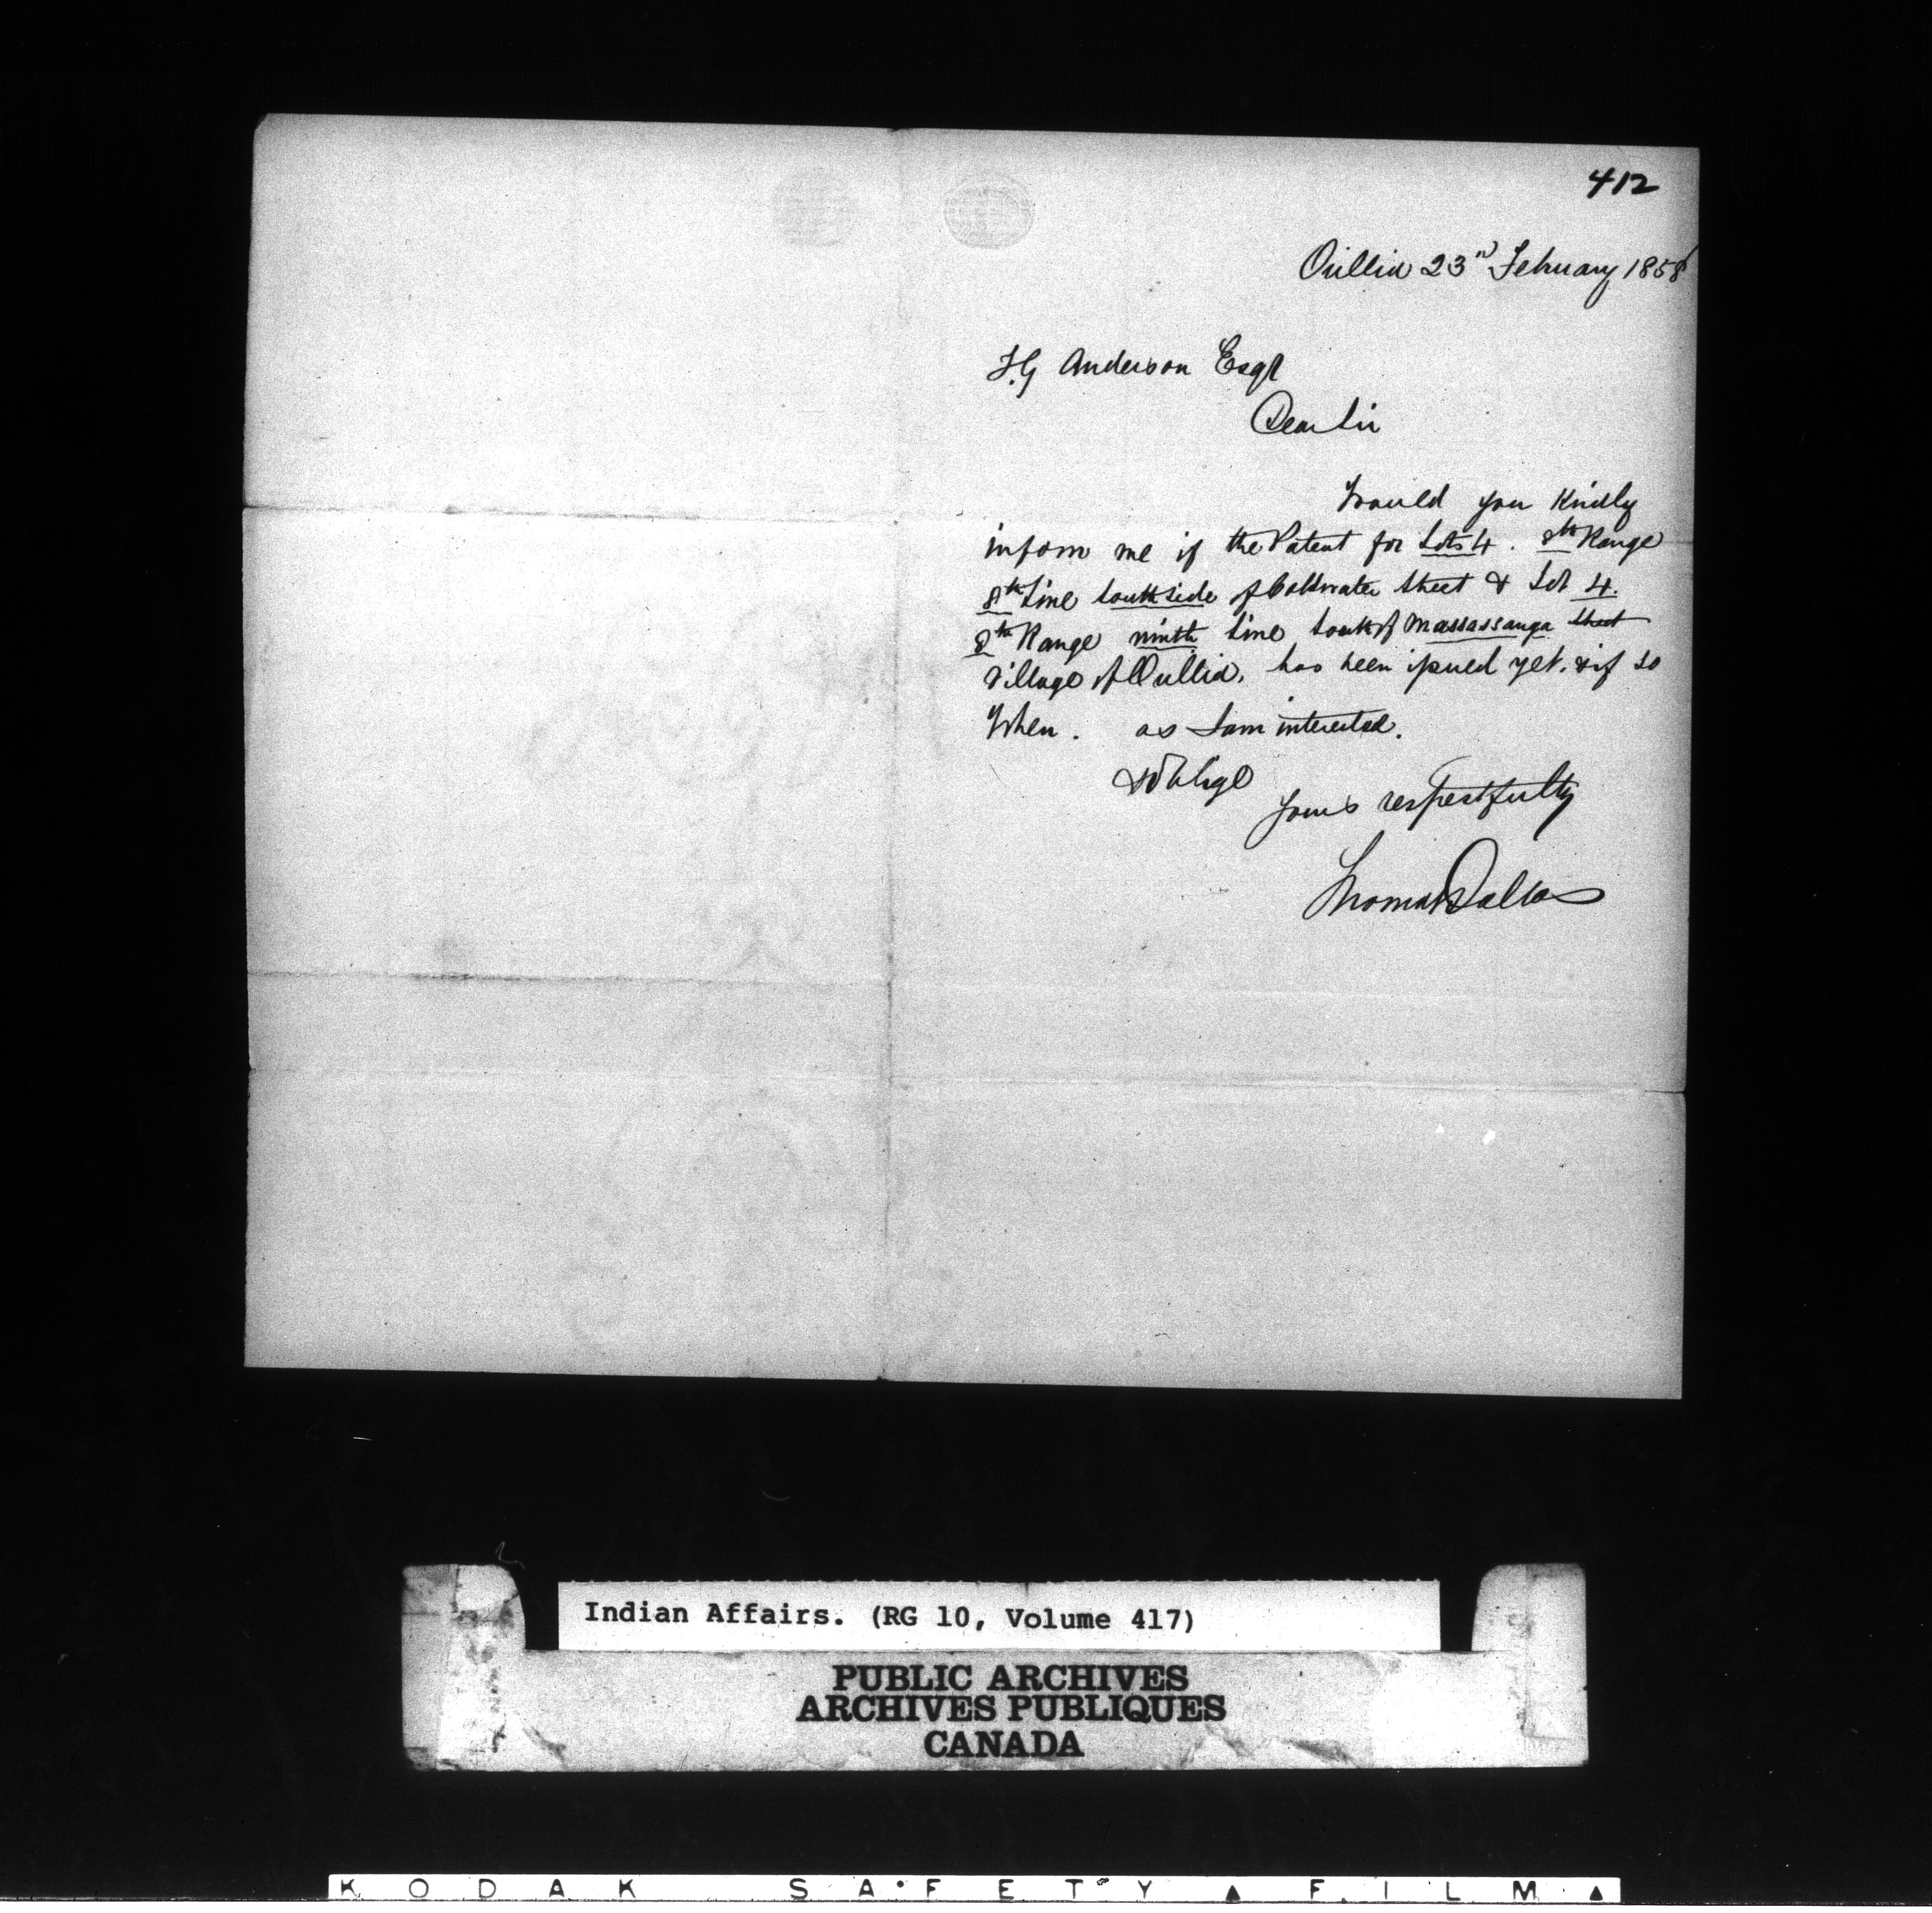 412
Orillia 23rd February 1858
T.G Anderson Esqr
Dear Sir
Would you Kindly
inform me if the Patent for Lots 4. 2th Range
8th Line South side of Coldwater Street & Lot 4.
2th Range ninth Line South of Massassauga Street
Village of Orillia, has been issued yet. & if so
When. as I am interested.
& Oblige
Yours respectfully
Thomas Dallas
Indian Affairs. (RG 10, Volume 417)
PUBLIC ARCHIVES
ARCHIVES PUBLIQUES
CANADA
KODAK SAFETY FILM